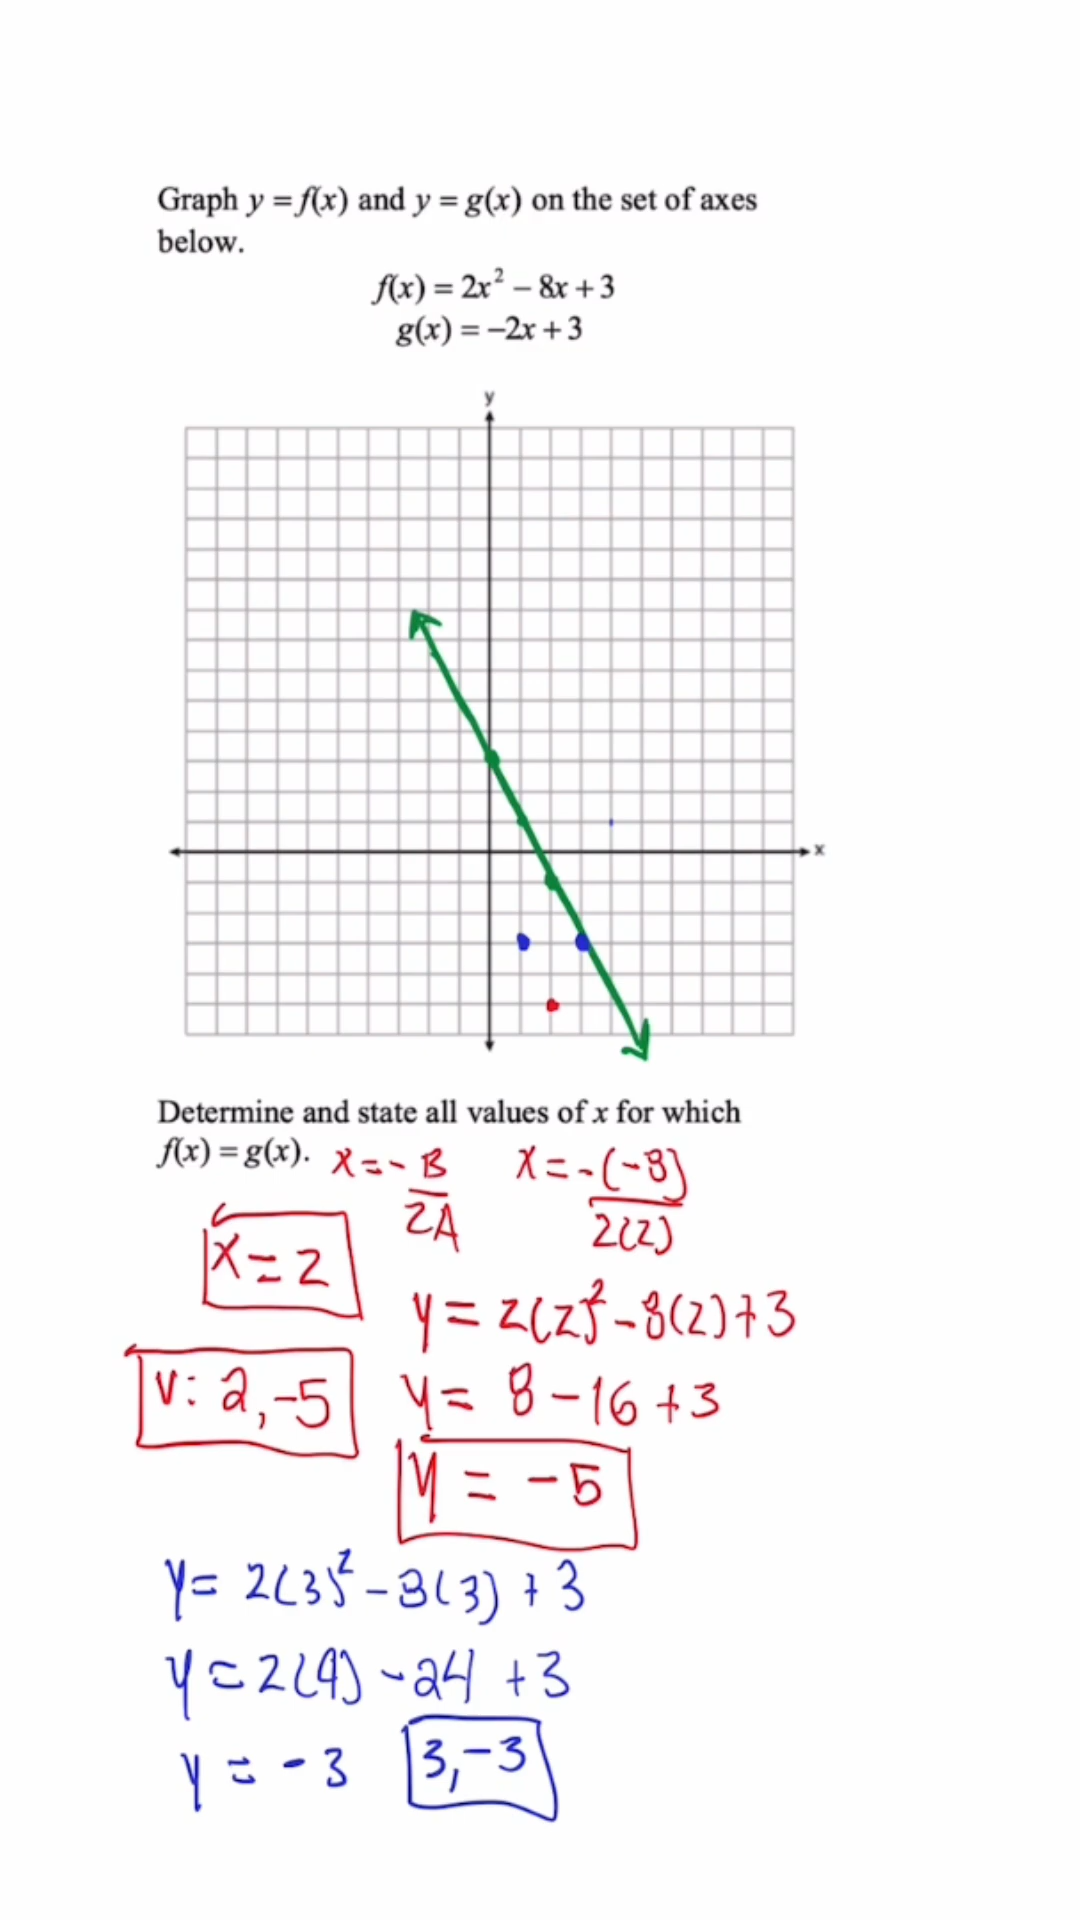 Graph y = f(x) and y = g(x) on the set of axes
below.
f(x) = 2x² – 8x + 3
g(x) = –2x + 3
y
x
Determine and state all values of x for which
f(x) = g(x).
x = - B/2A
x = -(-8)/2(2)
x = 2
y = 2(2)² - 8(2) + 3
v: 2, -5
y = 8 - 16 + 3
y = -5
y = 2(3)² - 8(3) + 3
y = 2(9) - 24 + 3
y = -3
3, -3